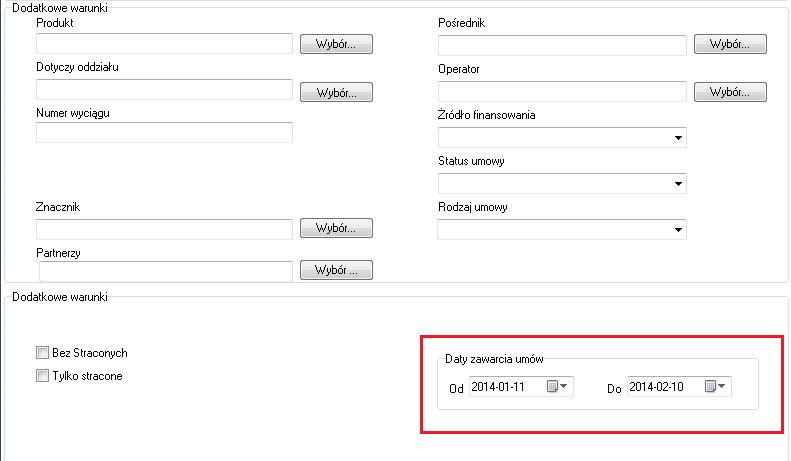 Dodatkowe warunki
Produkt
Wybór...
Dotyczy oddziału
Wybór...
Numer wyciągu
Znacznik
Wybór...
Partnerzy
Wybór ...
Pośrednik
Wybór...
Operator
Wybór...
Źródło finansowania
Status umowy
Rodzaj umowy
Dodatkowe warunki
Bez Straconych
Tylko stracone
Daty zawarcia umów
Od 2014-01-11 Do 2014-02-10